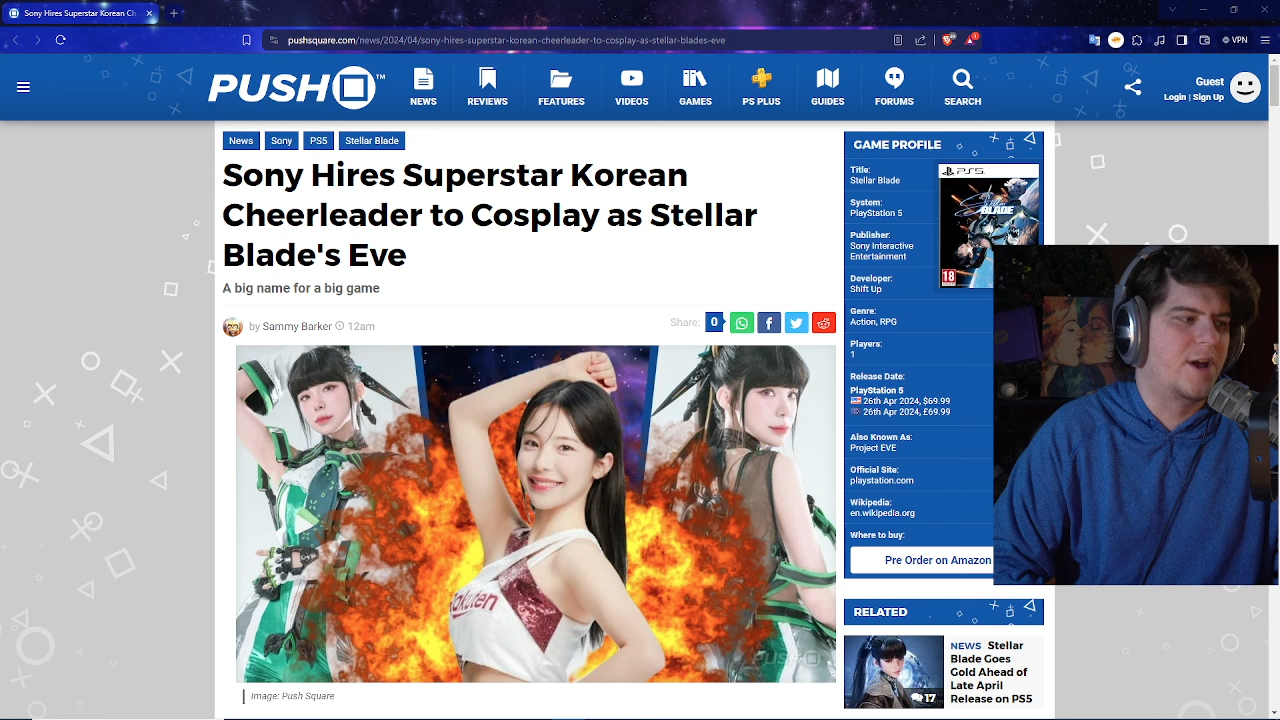 Sony Hires Superstar Korean Ch
pushsquare.com/news/2024/04/sony-hires-superstar-korean-cheerleader-to-cosplay-as-stellar-blades-eve
VPN
PUSH
NEWS
REVIEWS
FEATURES
VIDEOS
GAMES
PS PLUS
GUIDES
FORUMS
SEARCH
Guest
Login | Sign Up
News
Sony
PS5
Stellar Blade
Sony Hires Superstar Korean
Cheerleader to Cosplay as Stellar
Blade's Eve
A big name for a big game
by Sammy Barker 12am
Share: 0
Rakuten
PUSH
Image: Push Square
GAME PROFILE
Title:
Stellar Blade
System:
PlayStation 5
Publisher:
Sony Interactive
Entertainment
Developer:
Shift Up
Genre:
Action, RPG
Players:
1
Release Date:
PlayStation 5
26th Apr 2024, $69.99
26th Apr 2024, £69.99
Also Known As:
Project EVE
Official Site:
playstation.com
Wikipedia:
en.wikipedia.org
Where to buy:
Pre Order on Amazon
PS5
STELLAR
BLADE
18
RELATED
NEWS Stellar
Blade Goes
Gold Ahead of
Late April
Release on PS5
17